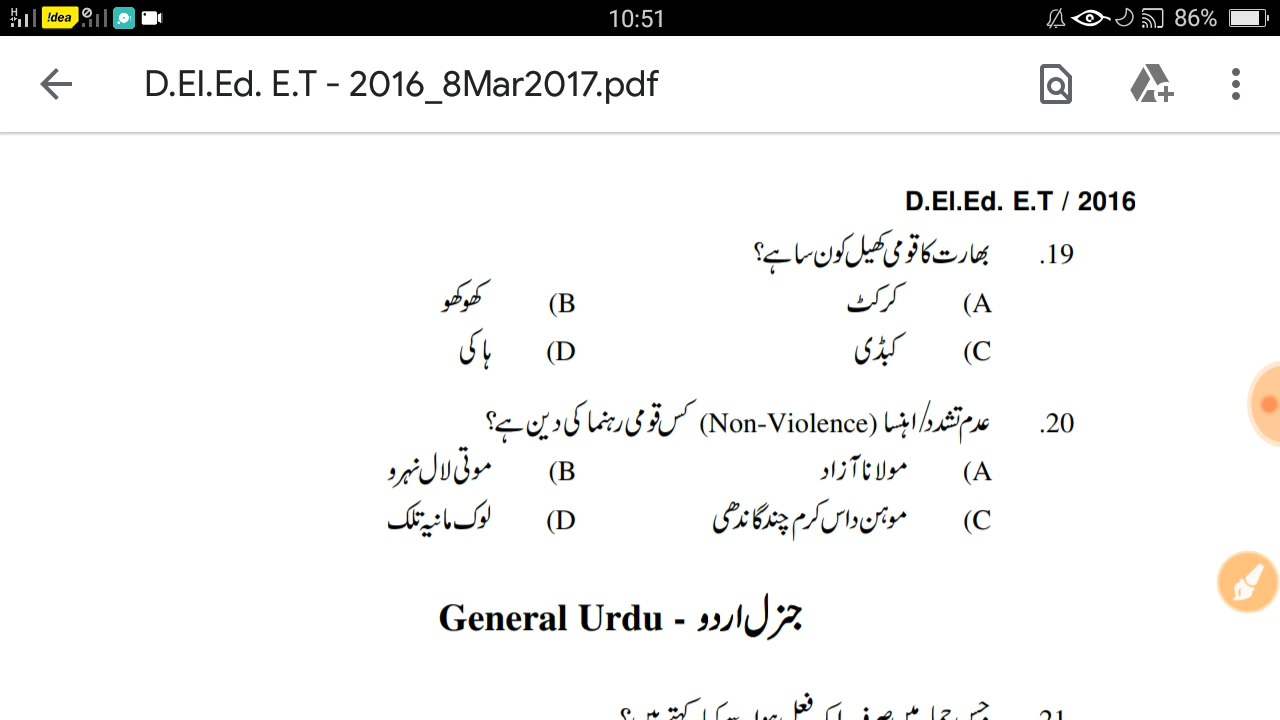 !dea 10:51 86%
D.El.Ed. E.T - 2016_8Mar2017.pdf
D.El.Ed. E.T / 2016
19. بھارت کا قومی کھیل کون سا ہے؟
A) کرکٹ B) کھوکھو
C) کبڈی D) ہاکی
20. عدم تشدد/اہنسا (Non-Violence) کس قومی رہنما کی دین ہے؟
A) مولانا آزاد B) موتی لال نہرو
C) موہن داس کرم چند گاندھی D) لوک مانیہ تلک
جنرل اردو - General Urdu
21